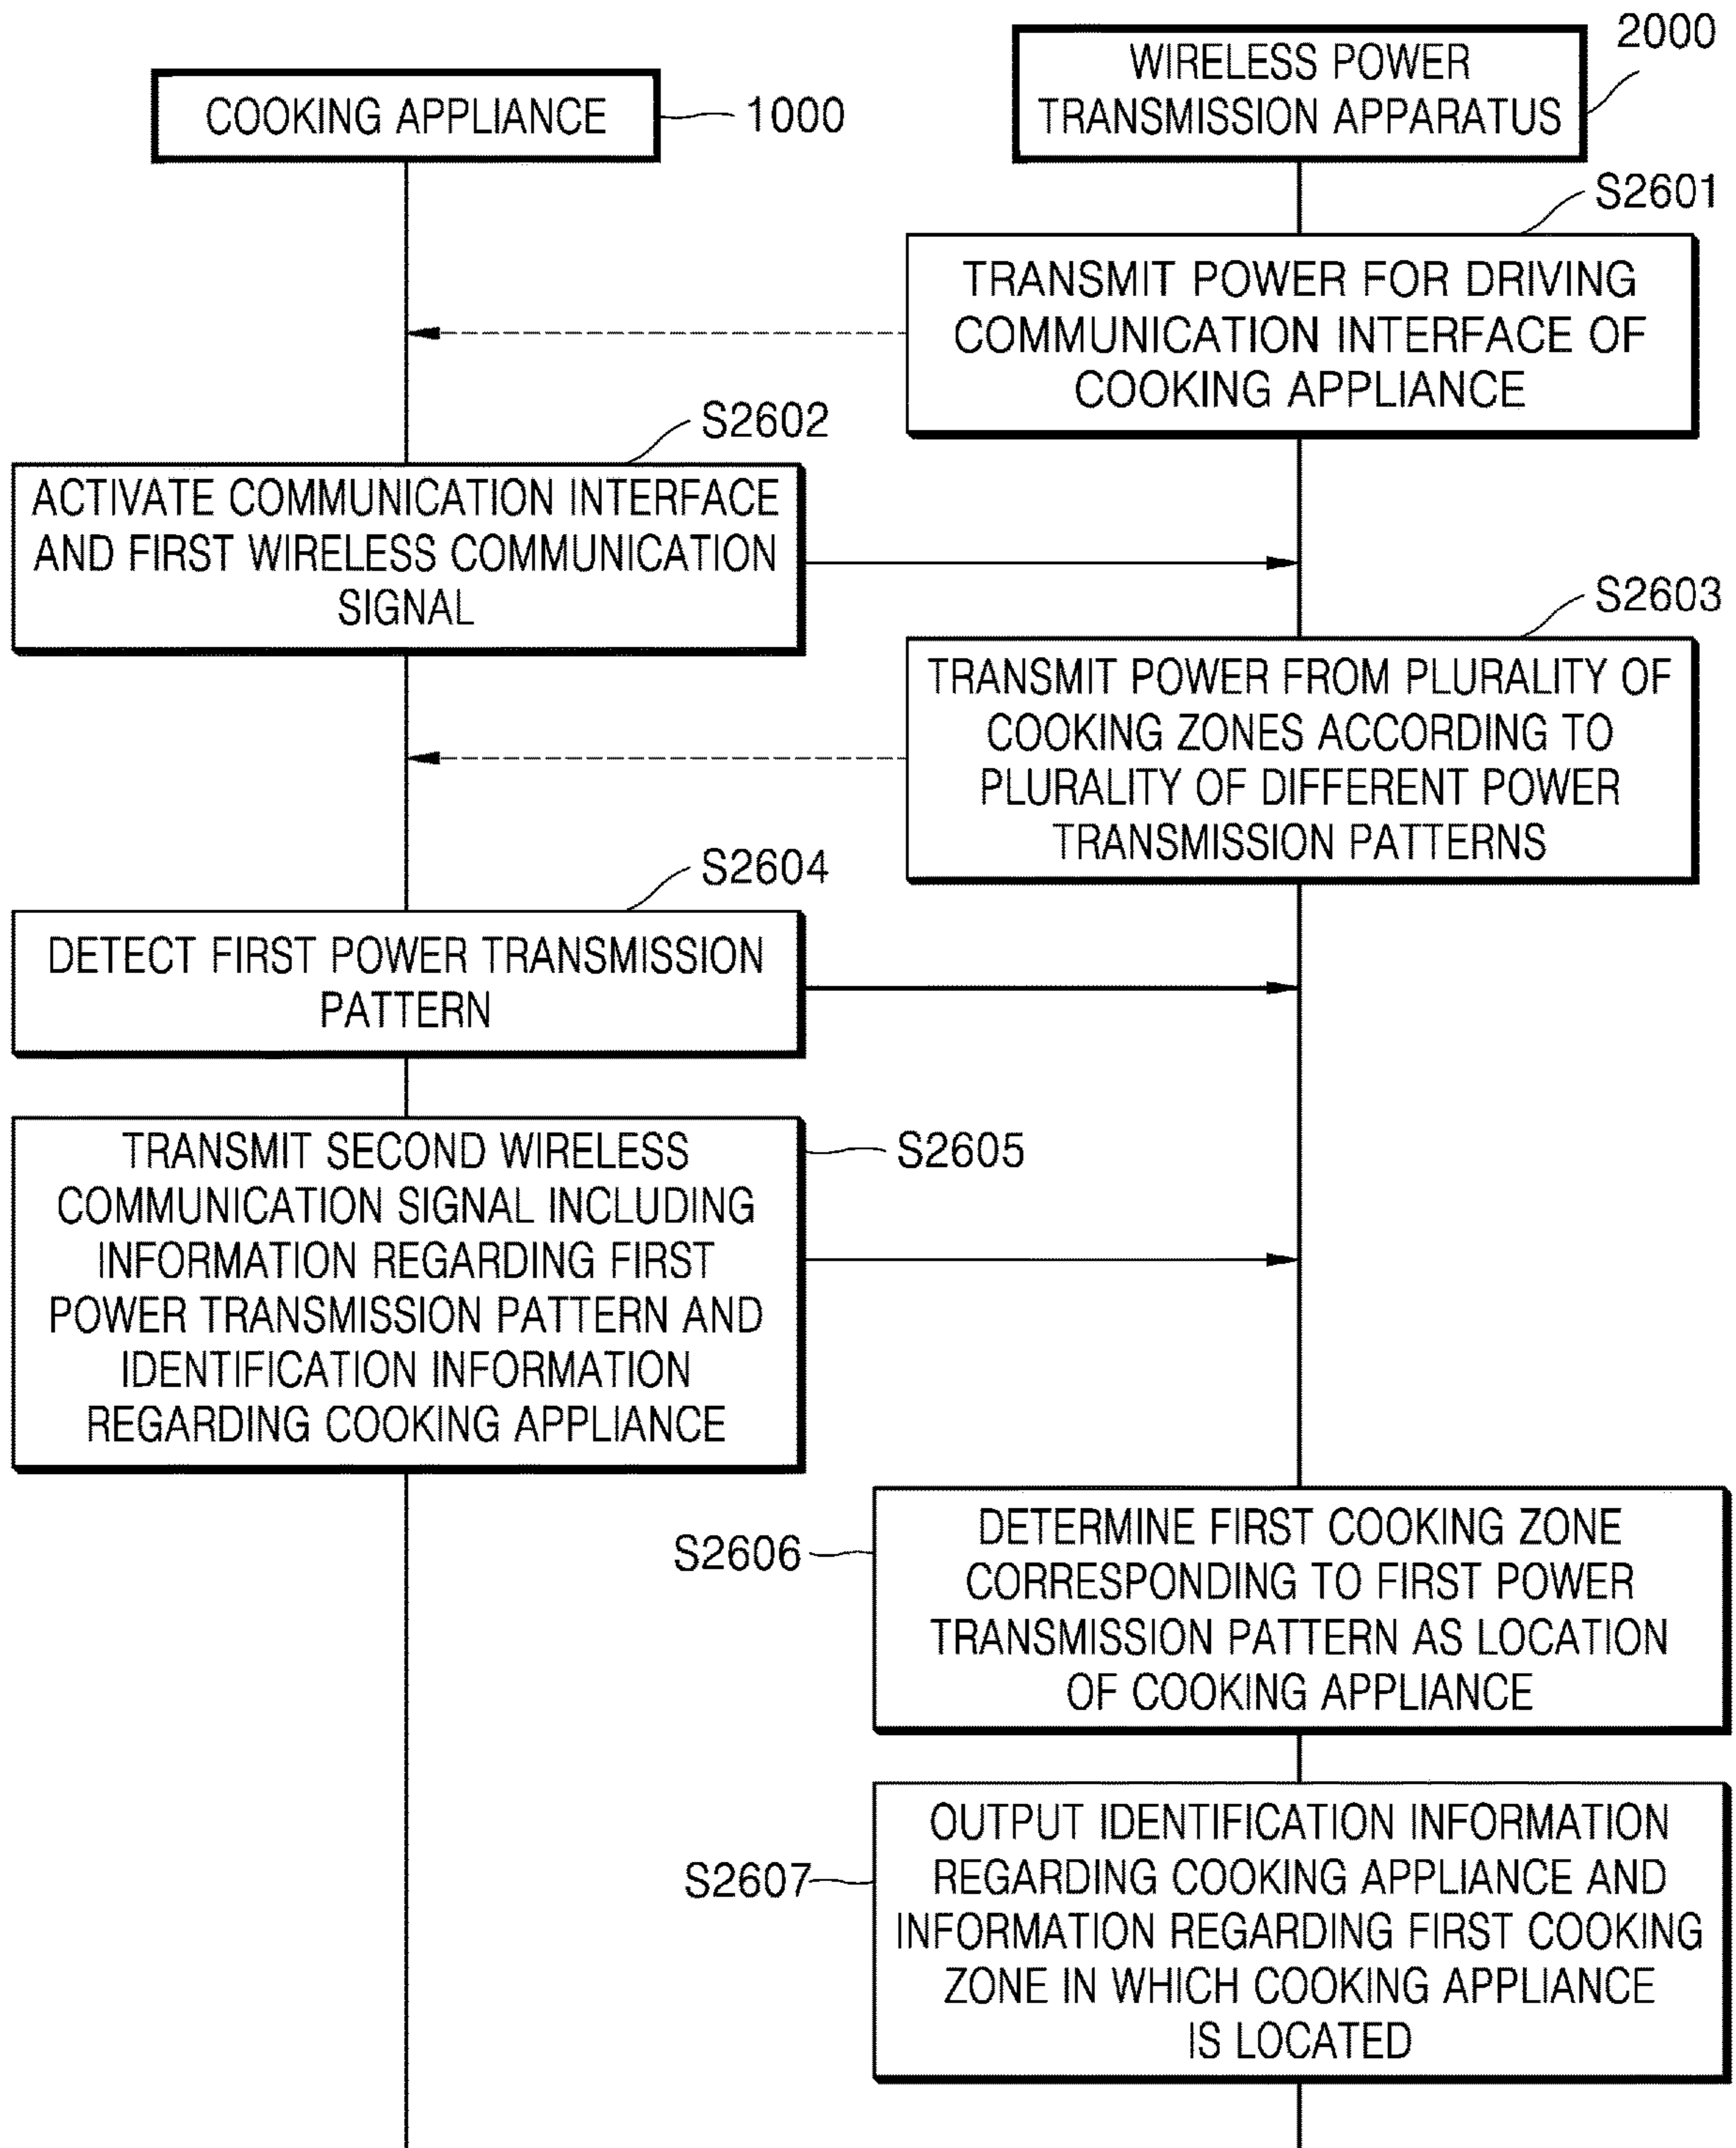 COOKING APPLIANCE
1000
WIRELESS POWER
TRANSMISSION APPARATUS
2000
S2601
TRANSMIT POWER FOR DRIVING
COMMUNICATION INTERFACE OF
COOKING APPLIANCE
S2602
ACTIVATE COMMUNICATION INTERFACE
AND FIRST WIRELESS COMMUNICATION
SIGNAL
S2603
TRANSMIT POWER FROM PLURALITY OF
COOKING ZONES ACCORDING TO
PLURALITY OF DIFFERENT POWER
TRANSMISSION PATTERNS
S2604
DETECT FIRST POWER TRANSMISSION
PATTERN
S2605
TRANSMIT SECOND WIRELESS
COMMUNICATION SIGNAL INCLUDING
INFORMATION REGARDING FIRST
POWER TRANSMISSION PATTERN AND
IDENTIFICATION INFORMATION
REGARDING COOKING APPLIANCE
S2606
DETERMINE FIRST COOKING ZONE
CORRESPONDING TO FIRST POWER
TRANSMISSION PATTERN AS LOCATION
OF COOKING APPLIANCE
S2607
OUTPUT IDENTIFICATION INFORMATION
REGARDING COOKING APPLIANCE AND
INFORMATION REGARDING FIRST COOKING
ZONE IN WHICH COOKING APPLIANCE
IS LOCATED